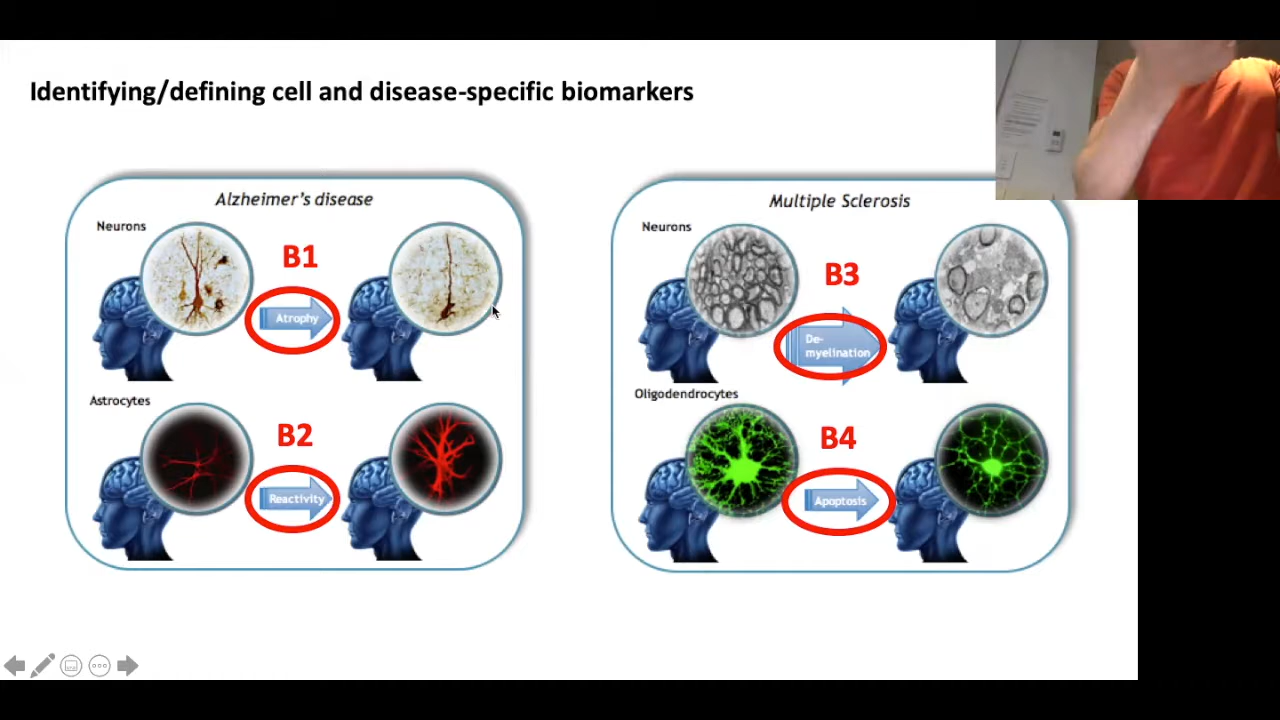 Identifying/defining cell and disease-specific biomarkers
Alzheimer's disease
Neurons
B1
Atrophy
Astrocytes
B2
Reactivity
Multiple Sclerosis
Neurons
B3
De-
myelination
Oligodendrocytes
B4
Apoptosis